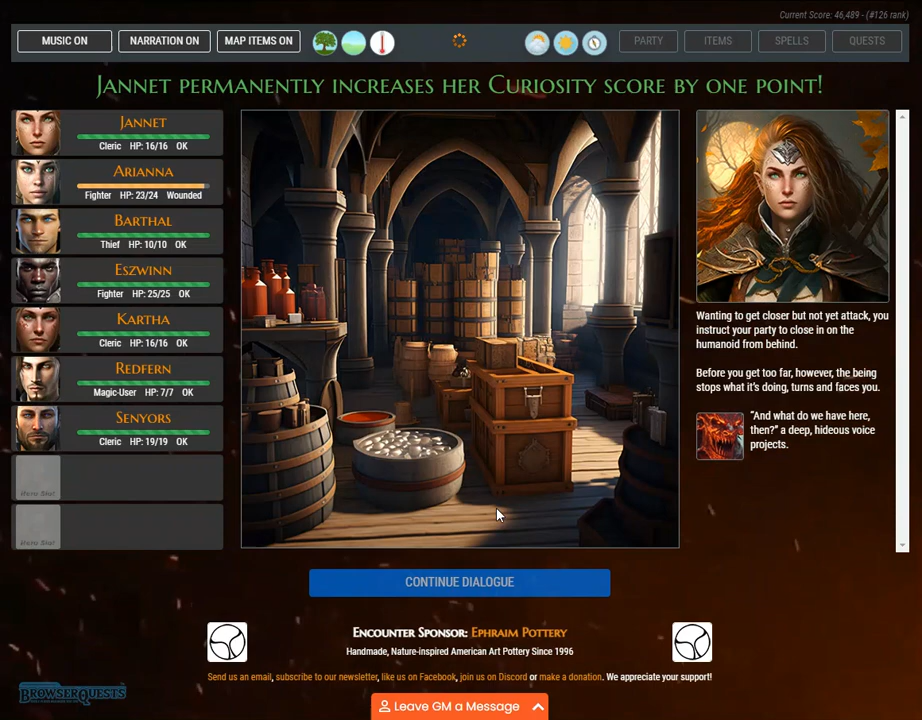 Current Score: 46,489 - (#126 rank)
MUSIC ON
NARRATION ON
MAP ITEMS ON
PARTY
ITEMS
SPELLS
QUESTS
Jannet permanently increases her Curiosity score by one point!
Jannet
Cleric HP: 16/16 OK
Arianna
Fighter HP: 23/24 Wounded
Barthal
Thief HP: 10/10 OK
Eszwinn
Fighter HP: 25/25 OK
Kartha
Cleric HP: 16/16 OK
Redfern
Magic-User HP: 7/7 OK
Senyors
Cleric HP: 19/19 OK
Hero Slot
Hero Slot
Wanting to get closer but not yet attack, you
instruct your party to close in on the
humanoid from behind.
Before you get too far, however, the being
stops what it's doing, turns and faces you.
“And what do we have here,
then?” a deep, hideous voice
projects.
CONTINUE DIALOGUE
Encounter Sponsor: Ephraim Pottery
Handmade, Nature-inspired American Art Pottery Since 1996
Send us an email, subscribe to our newsletter, like us on Facebook, join us on Discord or make a donation. We appreciate your support!
BrowserQuests
Leave GM a Message